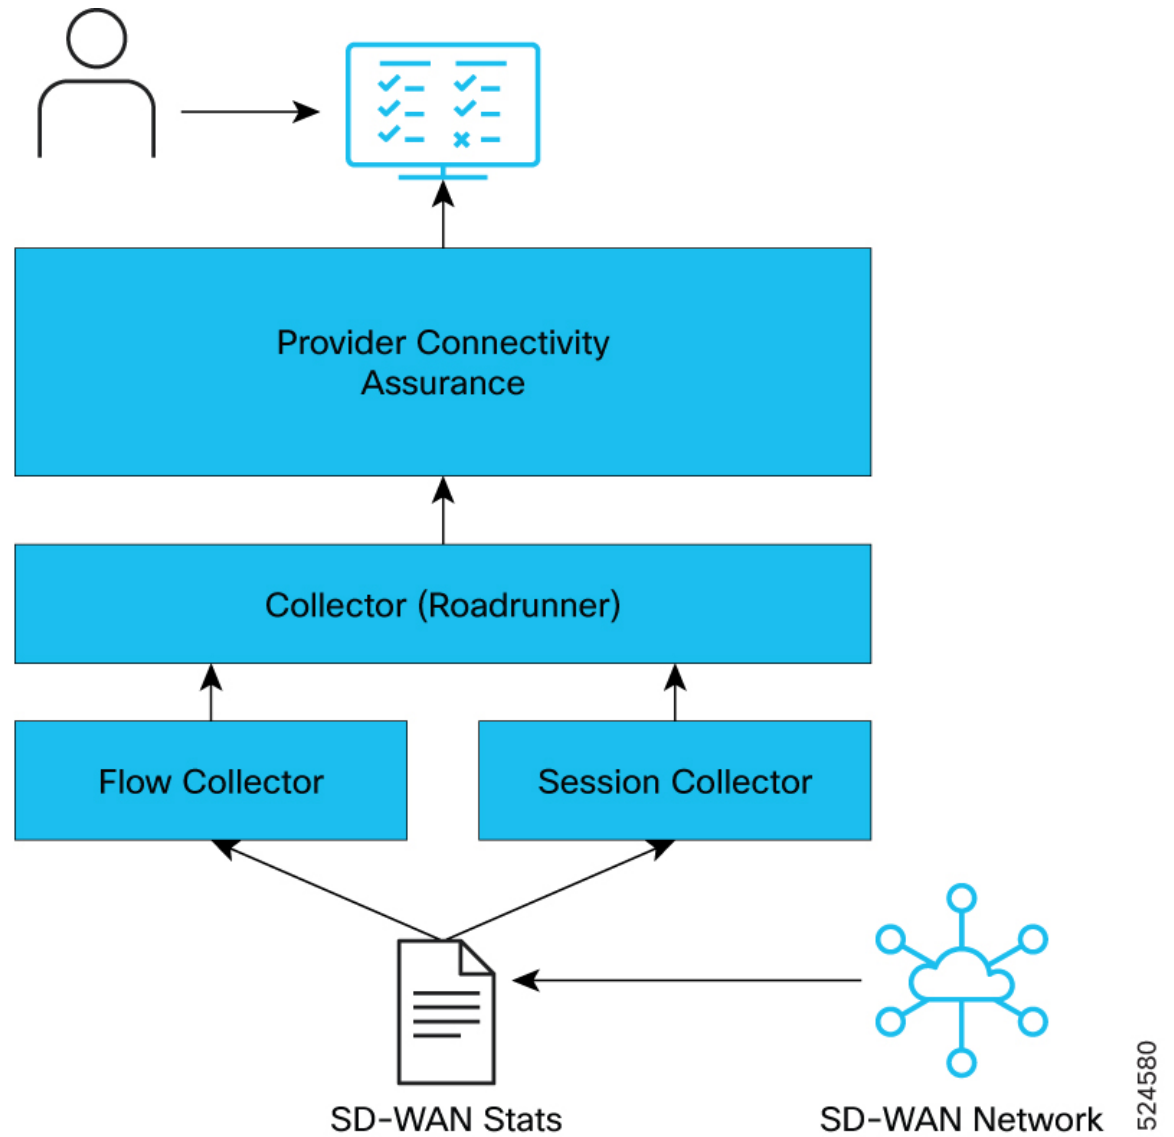 Provider Connectivity
Assurance
Collector (Roadrunner)
Flow Collector
Session Collector
SD-WAN Stats
SD-WAN Network
524580